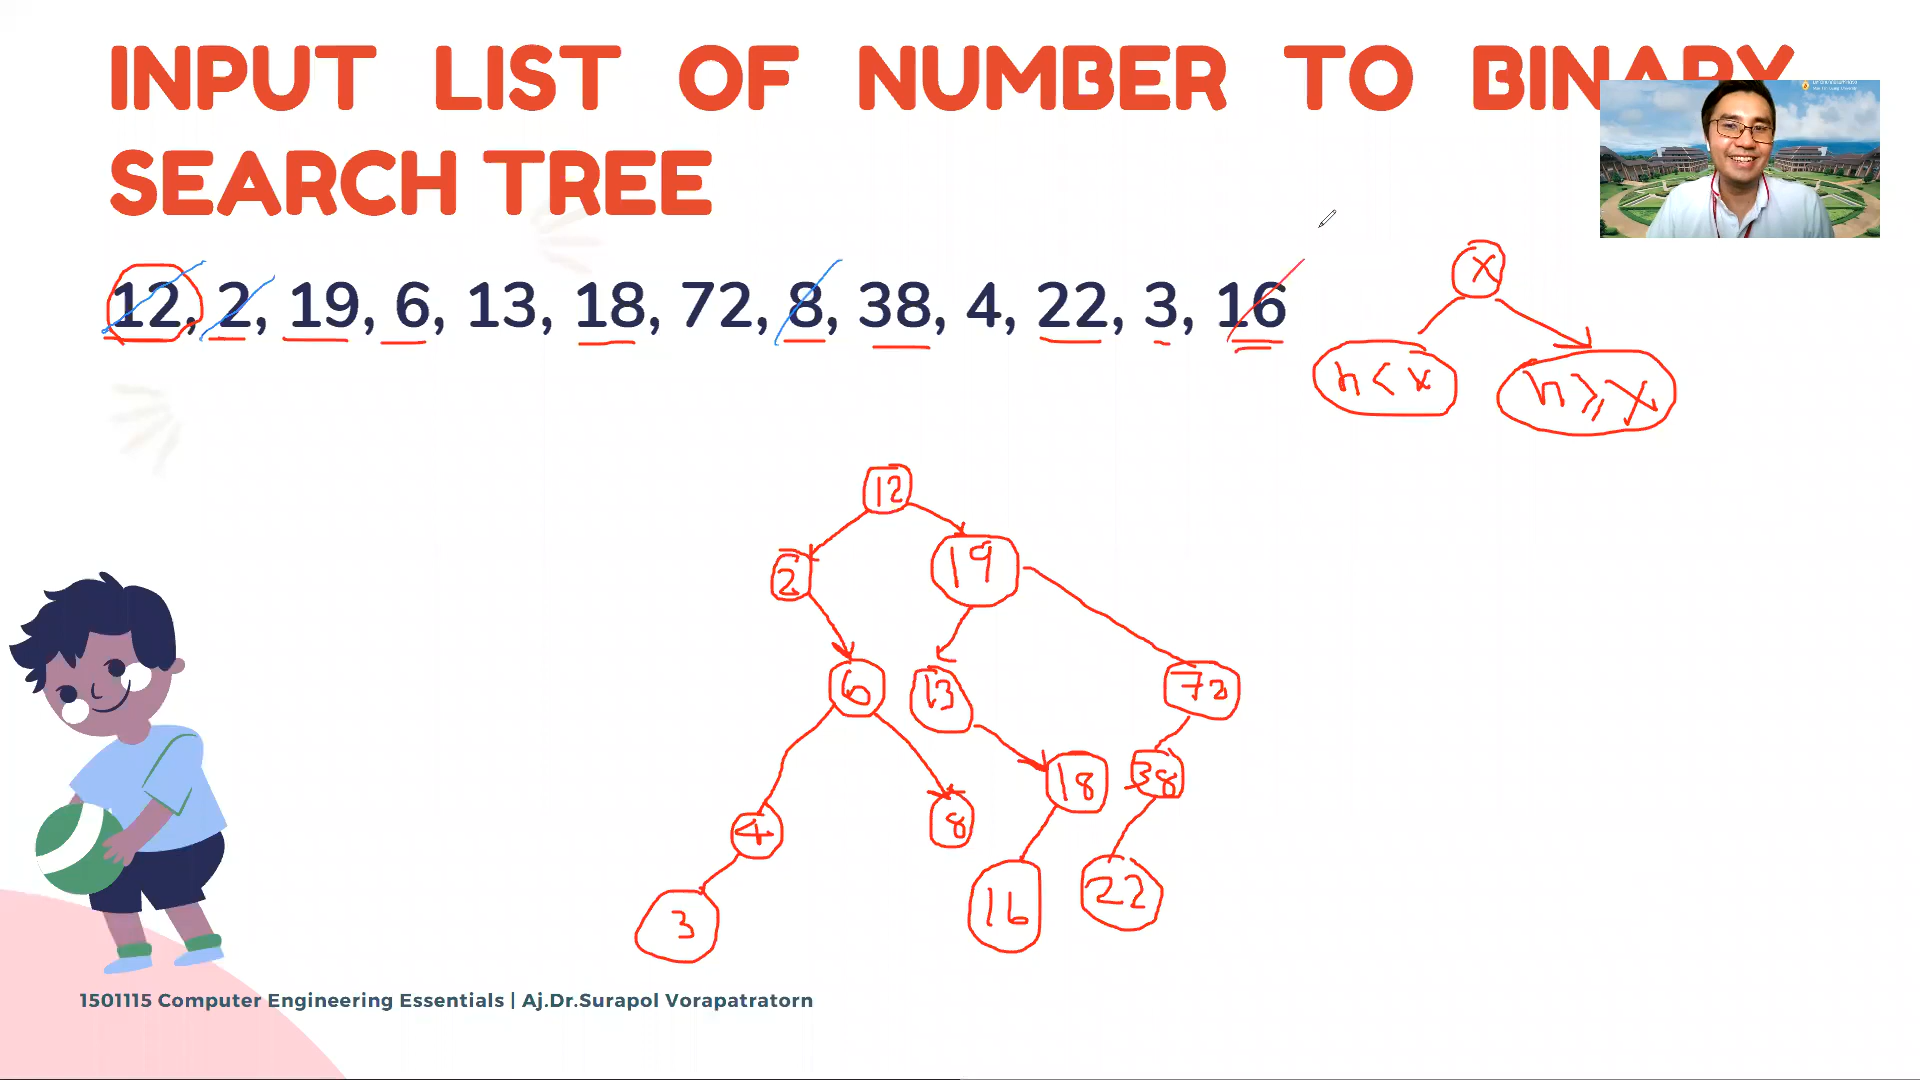 INPUT LIST OF NUMBER TO BINARY
SEARCH TREE
12, 2, 19, 6, 13, 18, 72, 8, 38, 4, 22, 3, 16
x
n < x
n ≥ x
12
2
19
6
13
72
4
8
18
38
3
16
22
1501115 Computer Engineering Essentials | Aj.Dr.Surapol Vorapatratorn